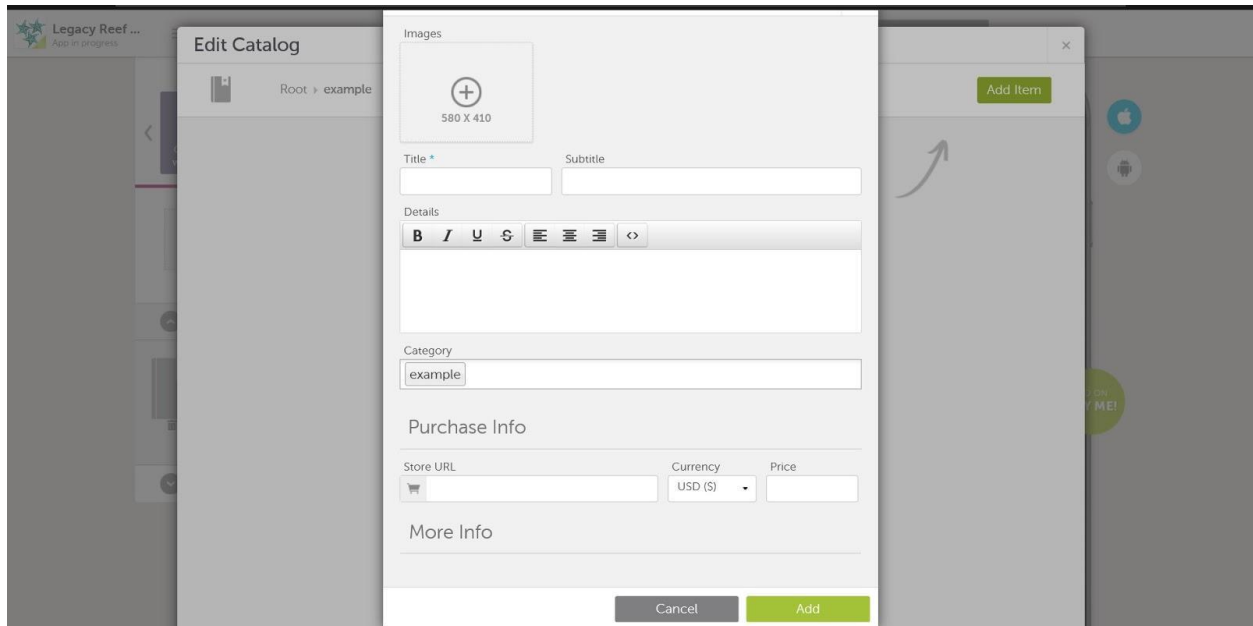 Legacy Reef ...
App in progress
Edit Catalog
Root
example
Add Item
Images
580 X 410
Title *
Subtitle
Details
B I U S
Category
example
Purchase Info
Store URL
Currency
Price
USD ($)
More Info
Cancel
Add
ME!